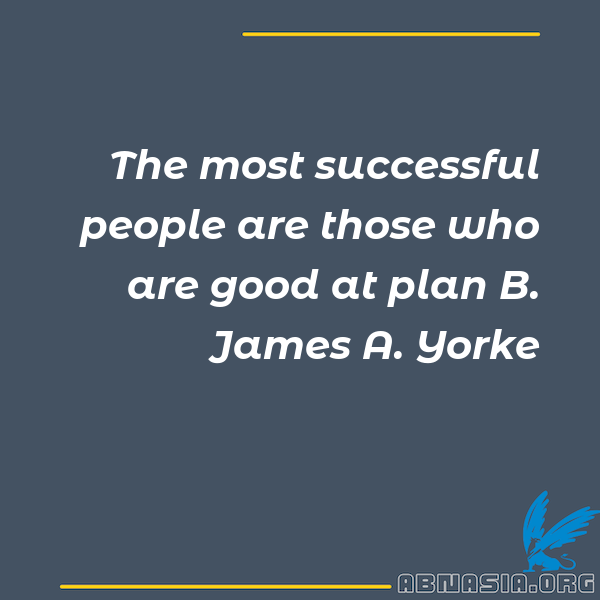 The most successful
people are those who
are good at plan B.
James A. Yorke
ABNASIA.ORG